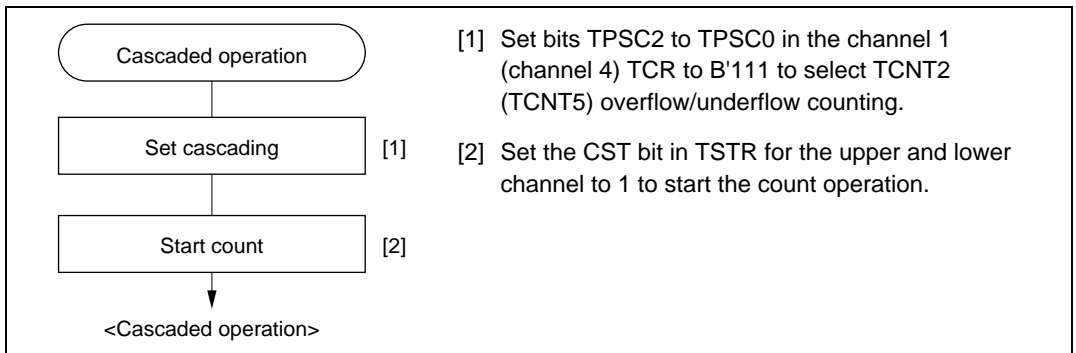 Cascaded operation
Set cascading [1]
Start count [2]
<Cascaded operation>
[1] Set bits TPSC2 to TPSC0 in the channel 1
(channel 4) TCR to B'111 to select TCNT2
(TCNT5) overflow/underflow counting.
[2] Set the CST bit in TSTR for the upper and lower
channel to 1 to start the count operation.